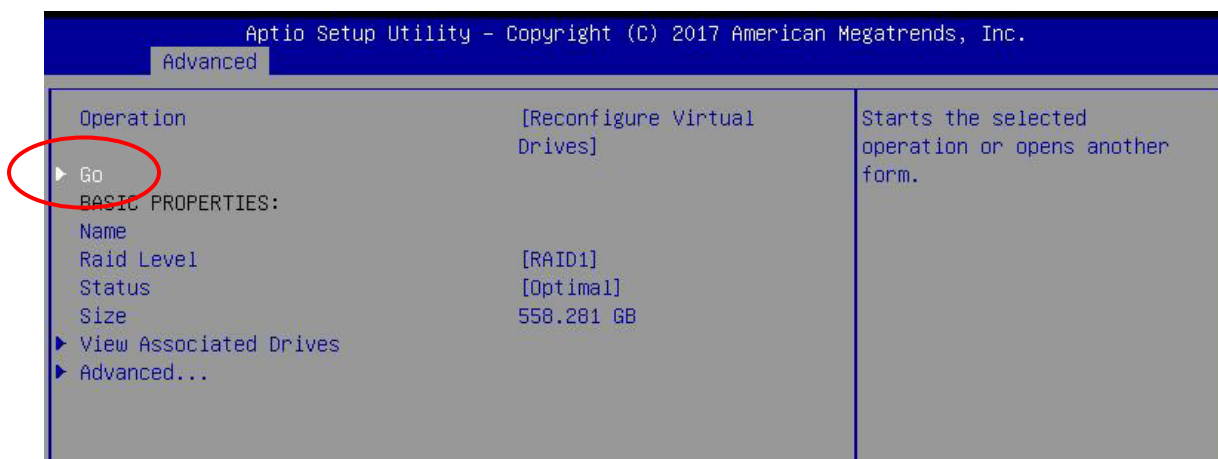 Aptio Setup Utility – Copyright (C) 2017 American Megatrends, Inc.
Advanced
Operation [Reconfigure Virtual
Drives]
Go
BASIC PROPERTIES:
Name
Raid Level [RAID1]
Status [Optimal]
Size 558.281 GB
View Associated Drives
Advanced...
Starts the selected
operation or opens another
form.